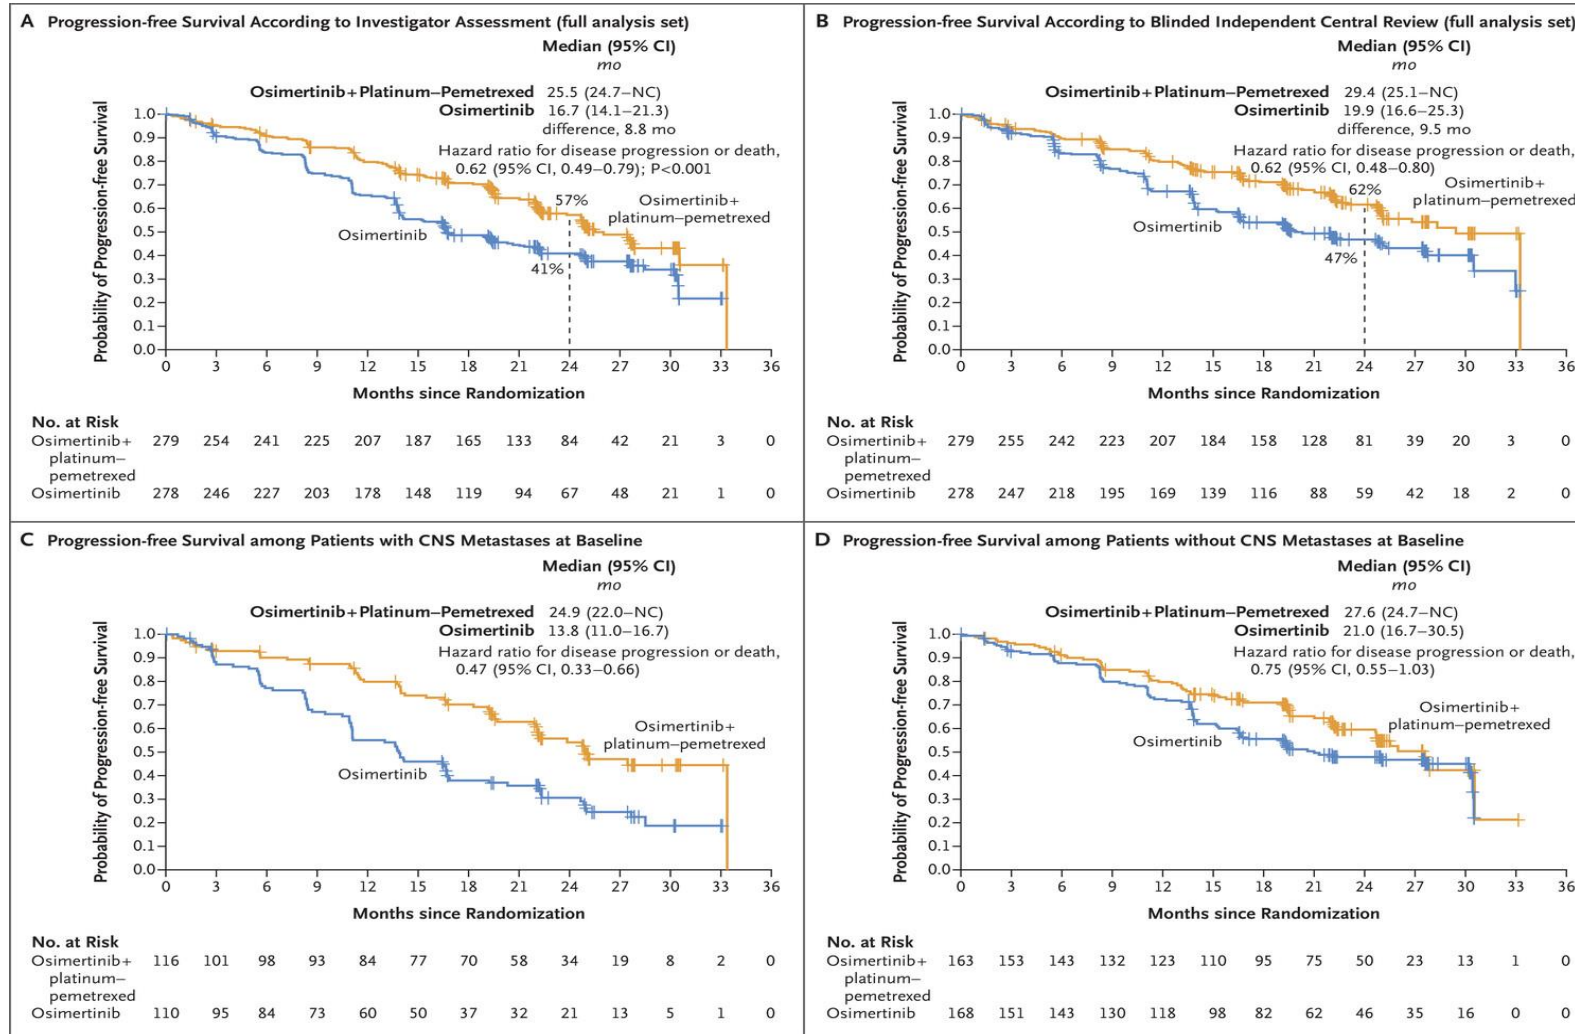 A Progression-free Survival According to Investigator Assessment (full analysis set)
Median (95% CI)
mo
Osimertinib+Platinum–Pemetrexed 25.5 (24.7–NC)
Osimertinib 16.7 (14.1–21.3)
difference, 8.8 mo
Hazard ratio for disease progression or death,
0.62 (95% CI, 0.49–0.79); P<0.001
Probability of Progression-free Survival
1.0
0.9
0.8
0.7
0.6
0.5
0.4
0.3
0.2
0.1
0.0
57%
Osimertinib+
platinum–pemetrexed
Osimertinib
41%
0 3 6 9 12 15 18 21 24 27 30 33 36
Months since Randomization
No. at Risk
Osimertinib+ 279 254 241 225 207 187 165 133 84 42 21 3 0
platinum–
pemetrexed
Osimertinib 278 246 227 203 178 148 119 94 67 48 21 1 0
B Progression-free Survival According to Blinded Independent Central Review (full analysis set)
Median (95% CI)
mo
Osimertinib+Platinum–Pemetrexed 29.4 (25.1–NC)
Osimertinib 19.9 (16.6–25.3)
difference, 9.5 mo
Hazard ratio for disease progression or death,
0.62 (95% CI, 0.48–0.80)
Probability of Progression-free Survival
1.0
0.9
0.8
0.7
0.6
0.5
0.4
0.3
0.2
0.1
0.0
62%
Osimertinib+
platinum–pemetrexed
Osimertinib
47%
0 3 6 9 12 15 18 21 24 27 30 33 36
Months since Randomization
No. at Risk
Osimertinib+ 279 255 242 223 207 184 158 128 81 39 20 3 0
platinum–
pemetrexed
Osimertinib 278 247 218 195 169 139 116 88 59 42 18 2 0
C Progression-free Survival among Patients with CNS Metastases at Baseline
Median (95% CI)
mo
Osimertinib+Platinum–Pemetrexed 24.9 (22.0–NC)
Osimertinib 13.8 (11.0–16.7)
Hazard ratio for disease progression or death,
0.47 (95% CI, 0.33–0.66)
Probability of Progression-free Survival
1.0
0.9
0.8
0.7
0.6
0.5
0.4
0.3
0.2
0.1
0.0
Osimertinib+
platinum–pemetrexed
Osimertinib
0 3 6 9 12 15 18 21 24 27 30 33 36
Months since Randomization
No. at Risk
Osimertinib+ 116 101 98 93 84 77 70 58 34 19 8 2 0
platinum–
pemetrexed
Osimertinib 110 95 84 73 60 50 37 32 21 13 5 1 0
D Progression-free Survival among Patients without CNS Metastases at Baseline
Median (95% CI)
mo
Osimertinib+Platinum–Pemetrexed 27.6 (24.7–NC)
Osimertinib 21.0 (16.7–30.5)
Hazard ratio for disease progression or death,
0.75 (95% CI, 0.55–1.03)
Probability of Progression-free Survival
1.0
0.9
0.8
0.7
0.6
0.5
0.4
0.3
0.2
0.1
0.0
Osimertinib+
platinum–pemetrexed
Osimertinib
0 3 6 9 12 15 18 21 24 27 30 33 36
Months since Randomization
No. at Risk
Osimertinib+ 163 153 143 132 123 110 95 75 50 23 13 1 0
platinum–
pemetrexed
Osimertinib 168 151 143 130 118 98 82 62 46 35 16 0 0